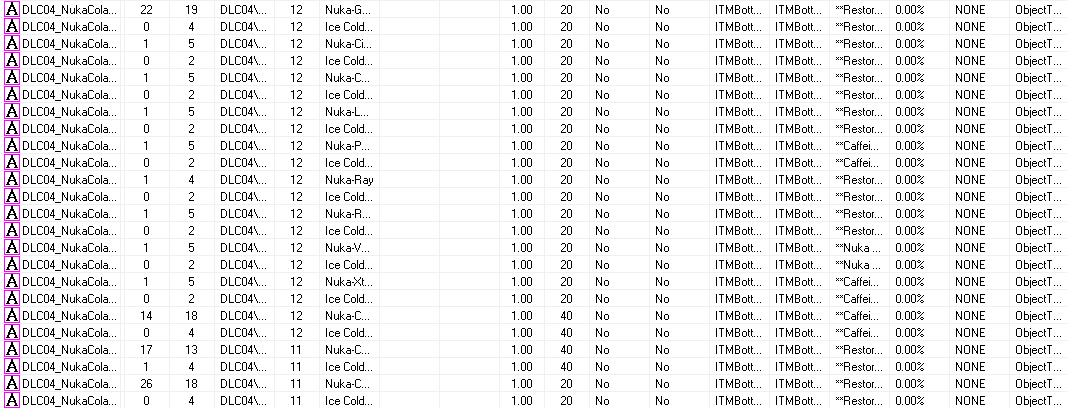 A DLC04_NukaCola... 22 19 DLC04\... 12 Nuka-G... 1.00 20 No No ITMBott... ITMBott... **Restor... 0.00% NONE ObjectT...
A DLC04_NukaCola... 0 4 DLC04\... 12 Ice Cold... 1.00 20 No No ITMBott... ITMBott... **Restor... 0.00% NONE ObjectT...
A DLC04_NukaCola... 1 5 DLC04\... 12 Nuka-Ci... 1.00 20 No No ITMBott... ITMBott... **Restor... 0.00% NONE ObjectT...
A DLC04_NukaCola... 0 2 DLC04\... 12 Ice Cold... 1.00 20 No No ITMBott... ITMBott... **Restor... 0.00% NONE ObjectT...
A DLC04_NukaCola... 1 5 DLC04\... 12 Nuka-C... 1.00 20 No No ITMBott... ITMBott... **Restor... 0.00% NONE ObjectT...
A DLC04_NukaCola... 0 2 DLC04\... 12 Ice Cold... 1.00 20 No No ITMBott... ITMBott... **Restor... 0.00% NONE ObjectT...
A DLC04_NukaCola... 1 5 DLC04\... 12 Nuka-L... 1.00 20 No No ITMBott... ITMBott... **Restor... 0.00% NONE ObjectT...
A DLC04_NukaCola... 0 2 DLC04\... 12 Ice Cold... 1.00 20 No No ITMBott... ITMBott... **Restor... 0.00% NONE ObjectT...
A DLC04_NukaCola... 1 5 DLC04\... 12 Nuka-P... 1.00 20 No No ITMBott... ITMBott... **Caffei... 0.00% NONE ObjectT...
A DLC04_NukaCola... 0 2 DLC04\... 12 Ice Cold... 1.00 20 No No ITMBott... ITMBott... **Caffei... 0.00% NONE ObjectT...
A DLC04_NukaCola... 1 4 DLC04\... 12 Nuka-Ray 1.00 20 No No ITMBott... ITMBott... **Restor... 0.00% NONE ObjectT...
A DLC04_NukaCola... 0 2 DLC04\... 12 Ice Cold... 1.00 20 No No ITMBott... ITMBott... **Restor... 0.00% NONE ObjectT...
A DLC04_NukaCola... 1 5 DLC04\... 12 Nuka-R... 1.00 20 No No ITMBott... ITMBott... **Restor... 0.00% NONE ObjectT...
A DLC04_NukaCola... 0 2 DLC04\... 12 Ice Cold... 1.00 20 No No ITMBott... ITMBott... **Restor... 0.00% NONE ObjectT...
A DLC04_NukaCola... 1 5 DLC04\... 12 Nuka-V... 1.00 20 No No ITMBott... ITMBott... **Nuka ... 0.00% NONE ObjectT...
A DLC04_NukaCola... 0 2 DLC04\... 12 Ice Cold... 1.00 20 No No ITMBott... ITMBott... **Nuka ... 0.00% NONE ObjectT...
A DLC04_NukaCola... 1 5 DLC04\... 12 Nuka-Xt... 1.00 20 No No ITMBott... ITMBott... **Caffei... 0.00% NONE ObjectT...
A DLC04_NukaCola... 0 2 DLC04\... 12 Ice Cold... 1.00 20 No No ITMBott... ITMBott... **Caffei... 0.00% NONE ObjectT...
A DLC04_NukaCola... 14 18 DLC04\... 12 Nuka-C... 1.00 40 No No ITMBott... ITMBott... **Caffei... 0.00% NONE ObjectT...
A DLC04_NukaCola... 0 4 DLC04\... 12 Ice Cold... 1.00 40 No No ITMBott... ITMBott... **Caffei... 0.00% NONE ObjectT...
A DLC04_NukaCola... 17 13 DLC04\... 11 Nuka-C... 1.00 40 No No ITMBott... ITMBott... **Restor... 0.00% NONE ObjectT...
A DLC04_NukaCola... 1 4 DLC04\... 11 Ice Cold... 1.00 40 No No ITMBott... ITMBott... **Restor... 0.00% NONE ObjectT...
A DLC04_NukaCola... 26 18 DLC04\... 11 Nuka-C... 1.00 20 No No ITMBott... ITMBott... **Restor... 0.00% NONE ObjectT...
A DLC04_NukaCola... 0 4 DLC04\... 11 Ice Cold... 1.00 20 No No ITMBott... ITMBott... **Restor... 0.00% NONE ObjectT...